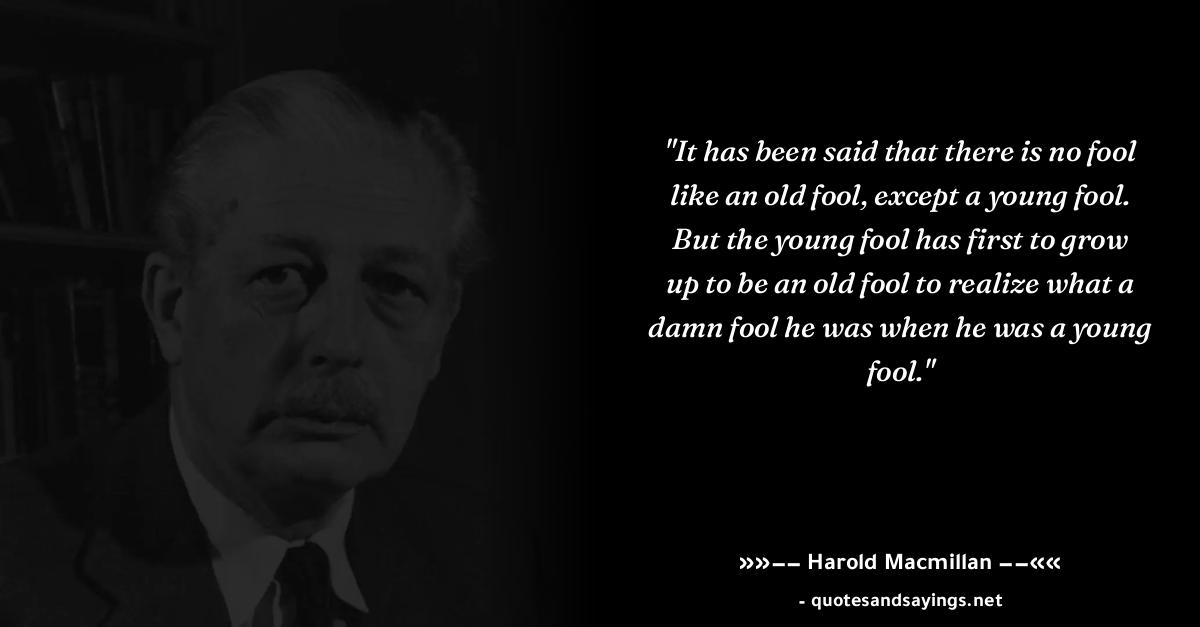 "It has been said that there is no fool
like an old fool, except a young fool.
But the young fool has first to grow
up to be an old fool to realize what a
damn fool he was when he was a young
fool."
»»−− Harold Macmillan −−««
- quotesandsayings.net